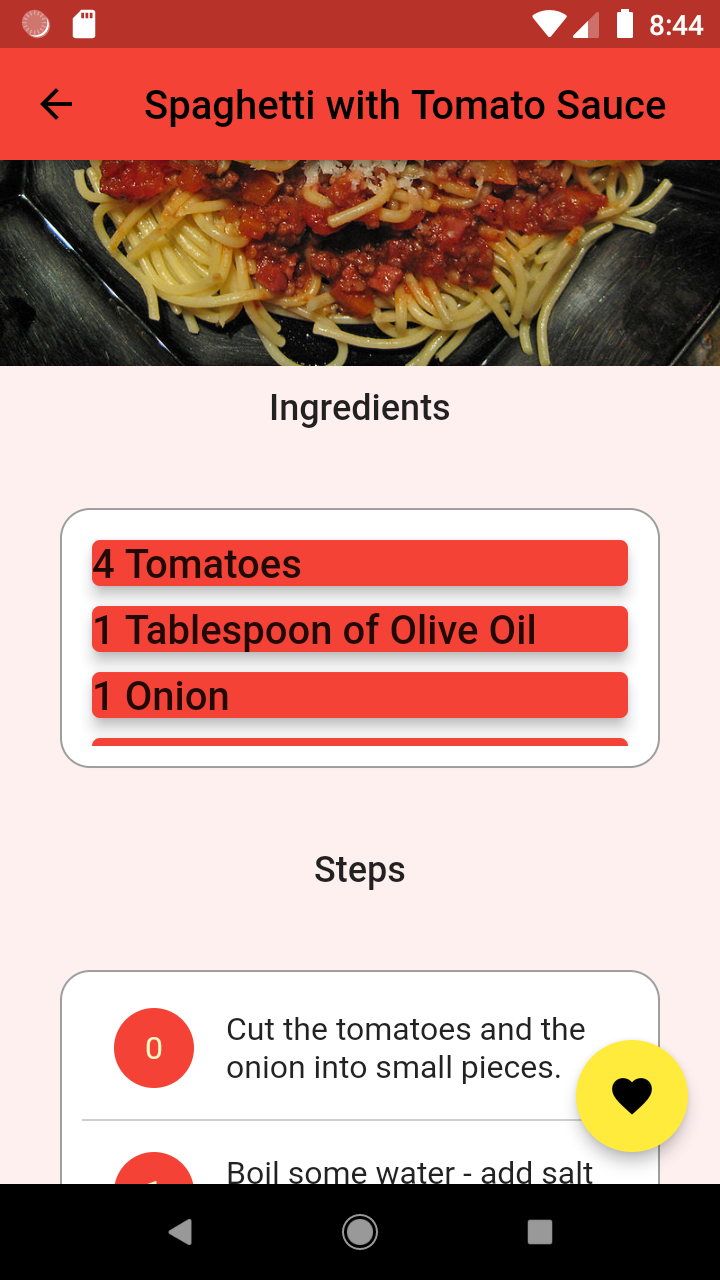 8:44
Spaghetti with Tomato Sauce
Ingredients
4 Tomatoes
1 Tablespoon of Olive Oil
1 Onion
Steps
0
Cut the tomatoes and the
onion into small pieces.
Boil some water - add salt